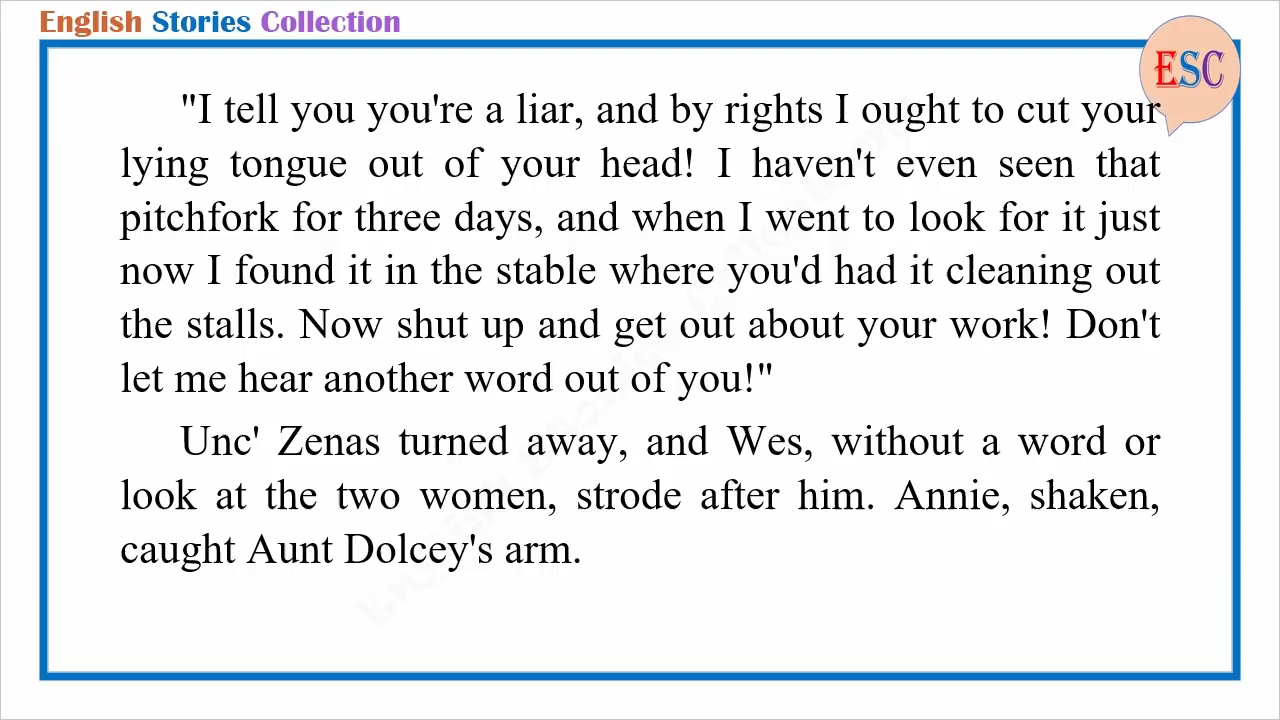 English Stories Collection
ESC
"I tell you you're a liar, and by rights I ought to cut your
lying tongue out of your head! I haven't even seen that
pitchfork for three days, and when I went to look for it just
now I found it in the stable where you'd had it cleaning out
the stalls. Now shut up and get out about your work! Don't
let me hear another word out of you!"
Unc' Zenas turned away, and Wes, without a word or
look at the two women, strode after him. Annie, shaken,
caught Aunt Dolcey's arm.